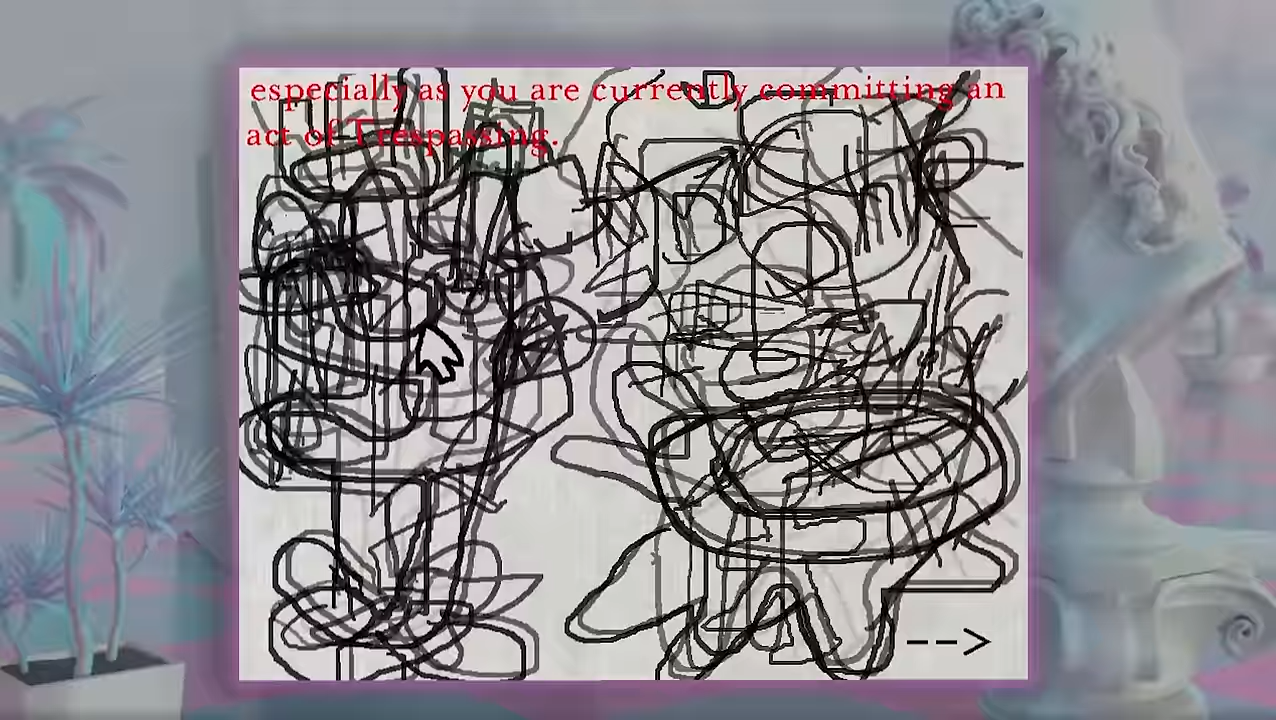 especially as you are currently committing an
act of Trespassing.
-->